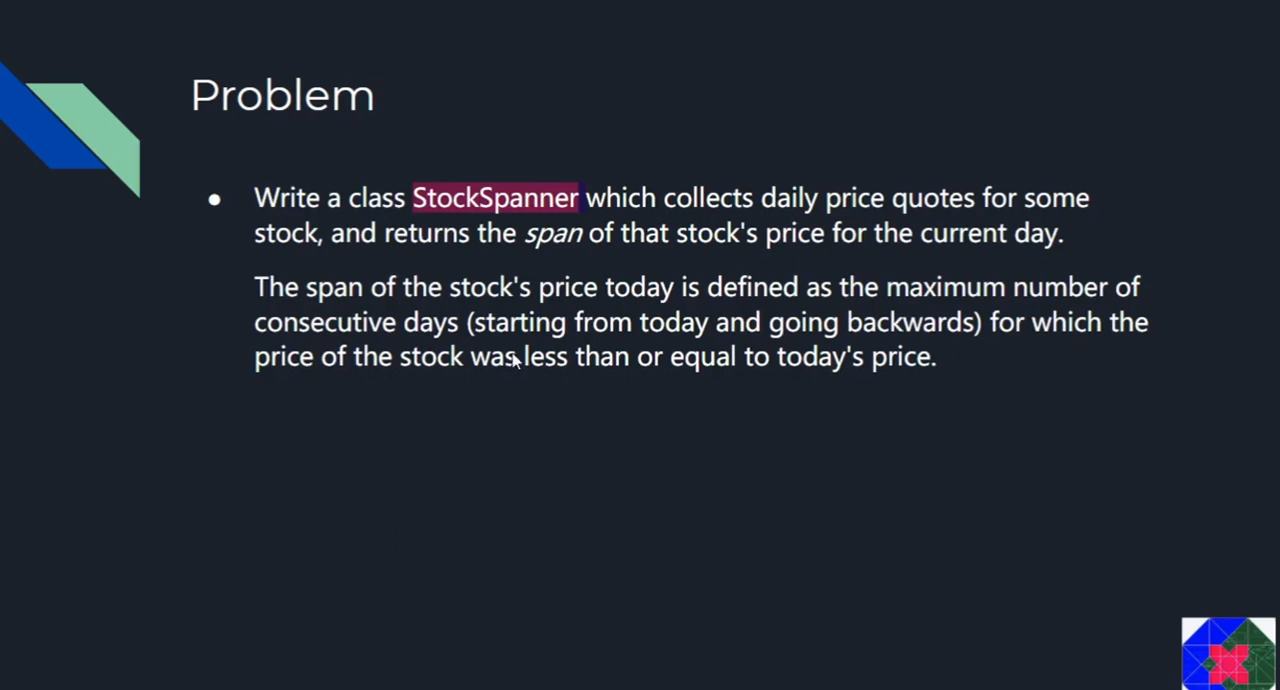 Problem
● Write a class StockSpanner which collects daily price quotes for some
stock, and returns the span of that stock's price for the current day.
The span of the stock's price today is defined as the maximum number of
consecutive days (starting from today and going backwards) for which the
price of the stock was less than or equal to today's price.